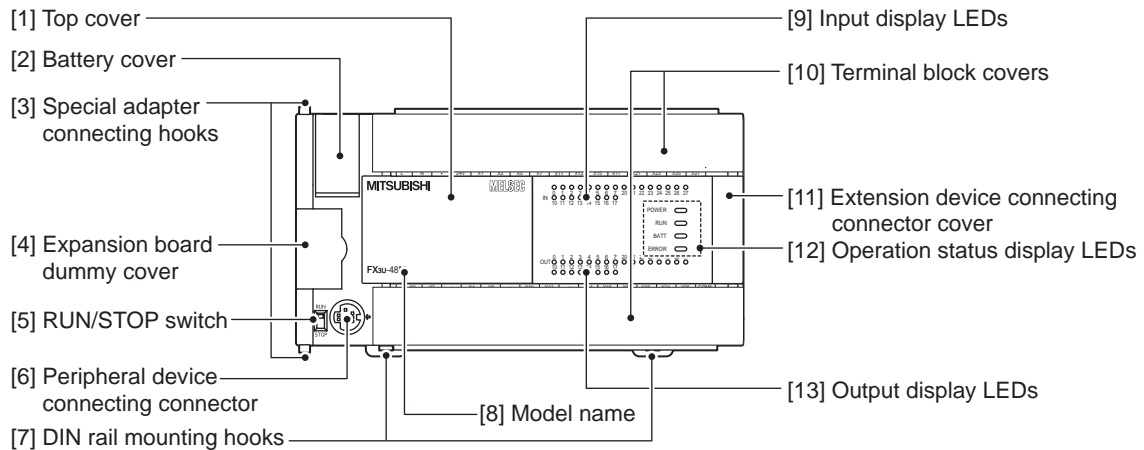 [1] Top cover
[2] Battery cover
[3] Special adapter
connecting hooks
[4] Expansion board
dummy cover
[5] RUN/STOP switch
[6] Peripheral device
connecting connector
[7] DIN rail mounting hooks
[8] Model name
[9] Input display LEDs
[10] Terminal block covers
[11] Extension device connecting
connector cover
[12] Operation status display LEDs
[13] Output display LEDs
MITSUBISHI
MELSEC
IN
POWER
RUN
BATT
ERROR
OUT
FX3U-48
RUN
STOP